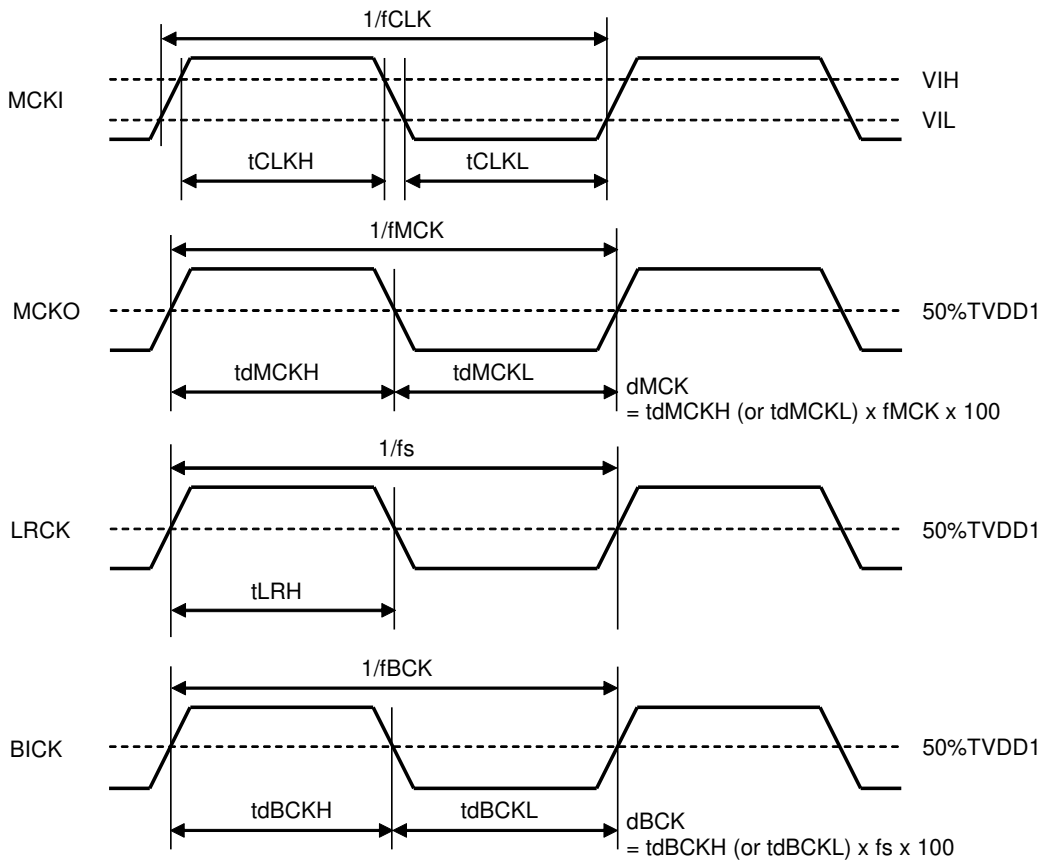 1/fCLK
MCKI
VIH
VIL
tCLKH
tCLKL
1/fMCK
MCKO
50%TVDD1
tdMCKH
tdMCKL
dMCK
= tdMCKH (or tdMCKL) x fMCK x 100
1/fs
LRCK
50%TVDD1
tLRH
1/fBCK
BICK
50%TVDD1
tdBCKH
tdBCKL
dBCK
= tdBCKH (or tdBCKL) x fs x 100